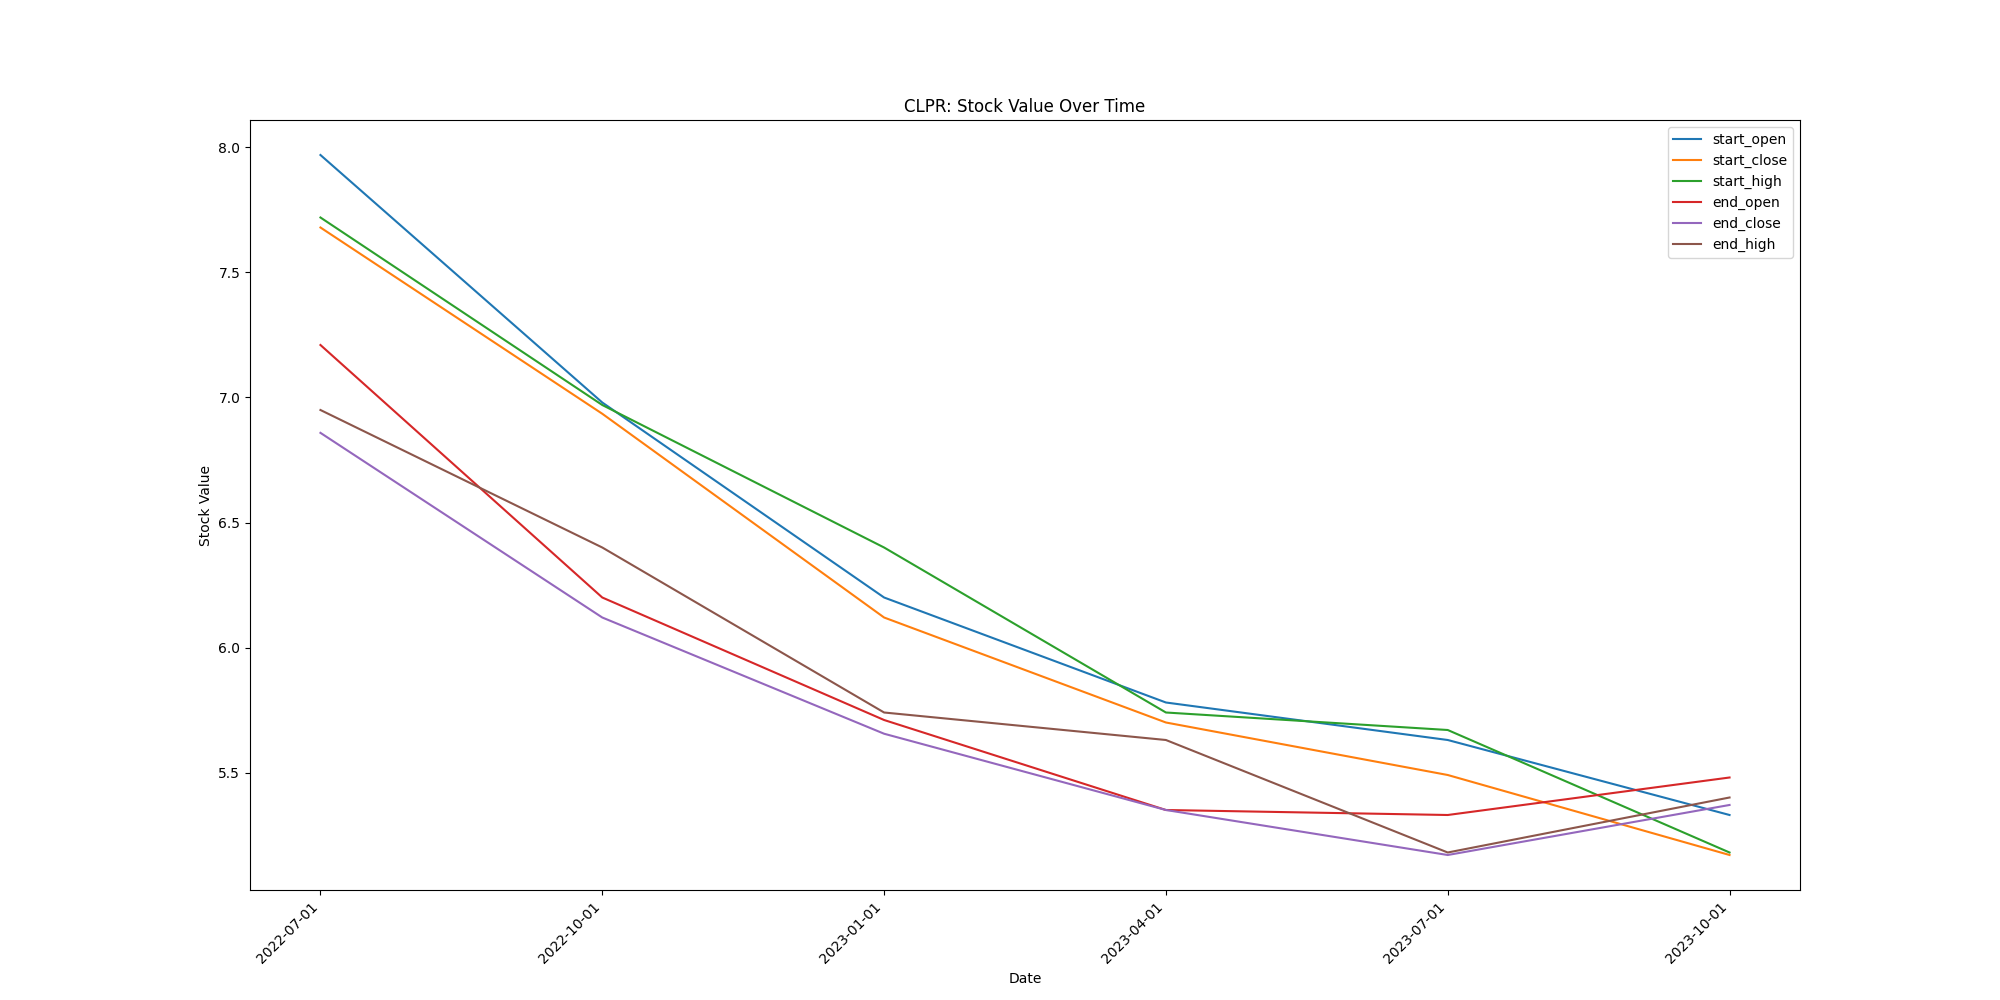 CLPR: Stock Value Over Time
start_open
start_close
start_high
end_open
end_close
end_high
8.0
7.5
7.0
6.5
6.0
5.5
Stock Value
2022-07-01
2022-10-01
2023-01-01
2023-04-01
2023-07-01
2023-10-01
Date